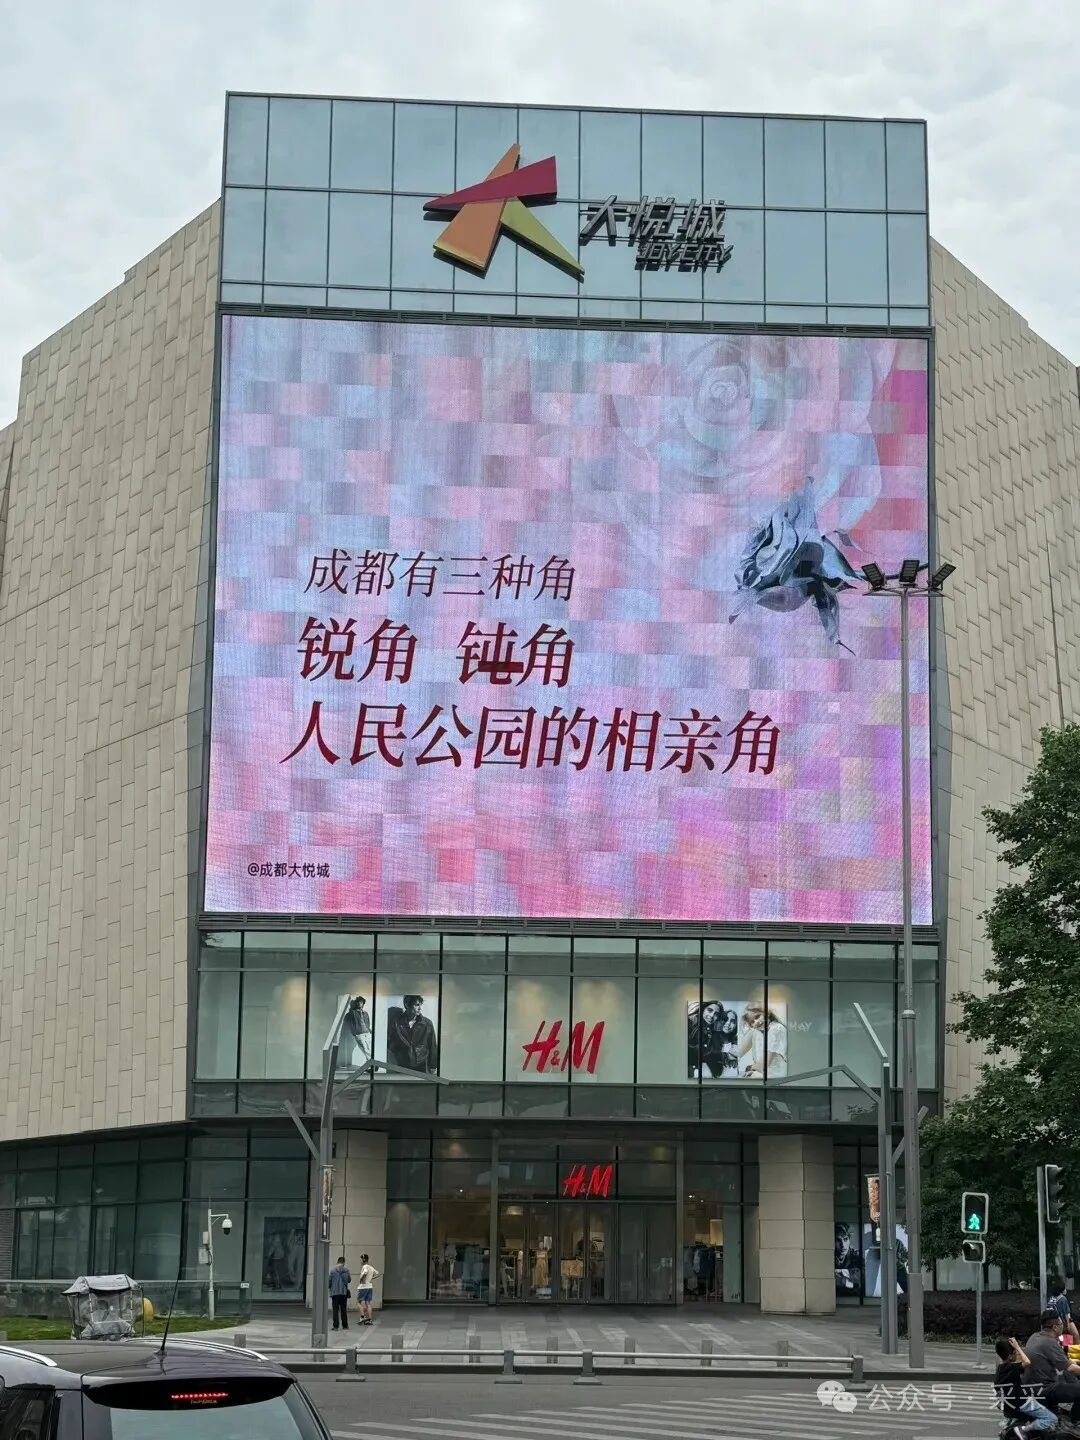 大悦城
JOY CITY
成都有三种角
锐角 钝角
人民公园的相亲角
@成都大悦城
H&M
MAY
H&M
公众号 · 采采